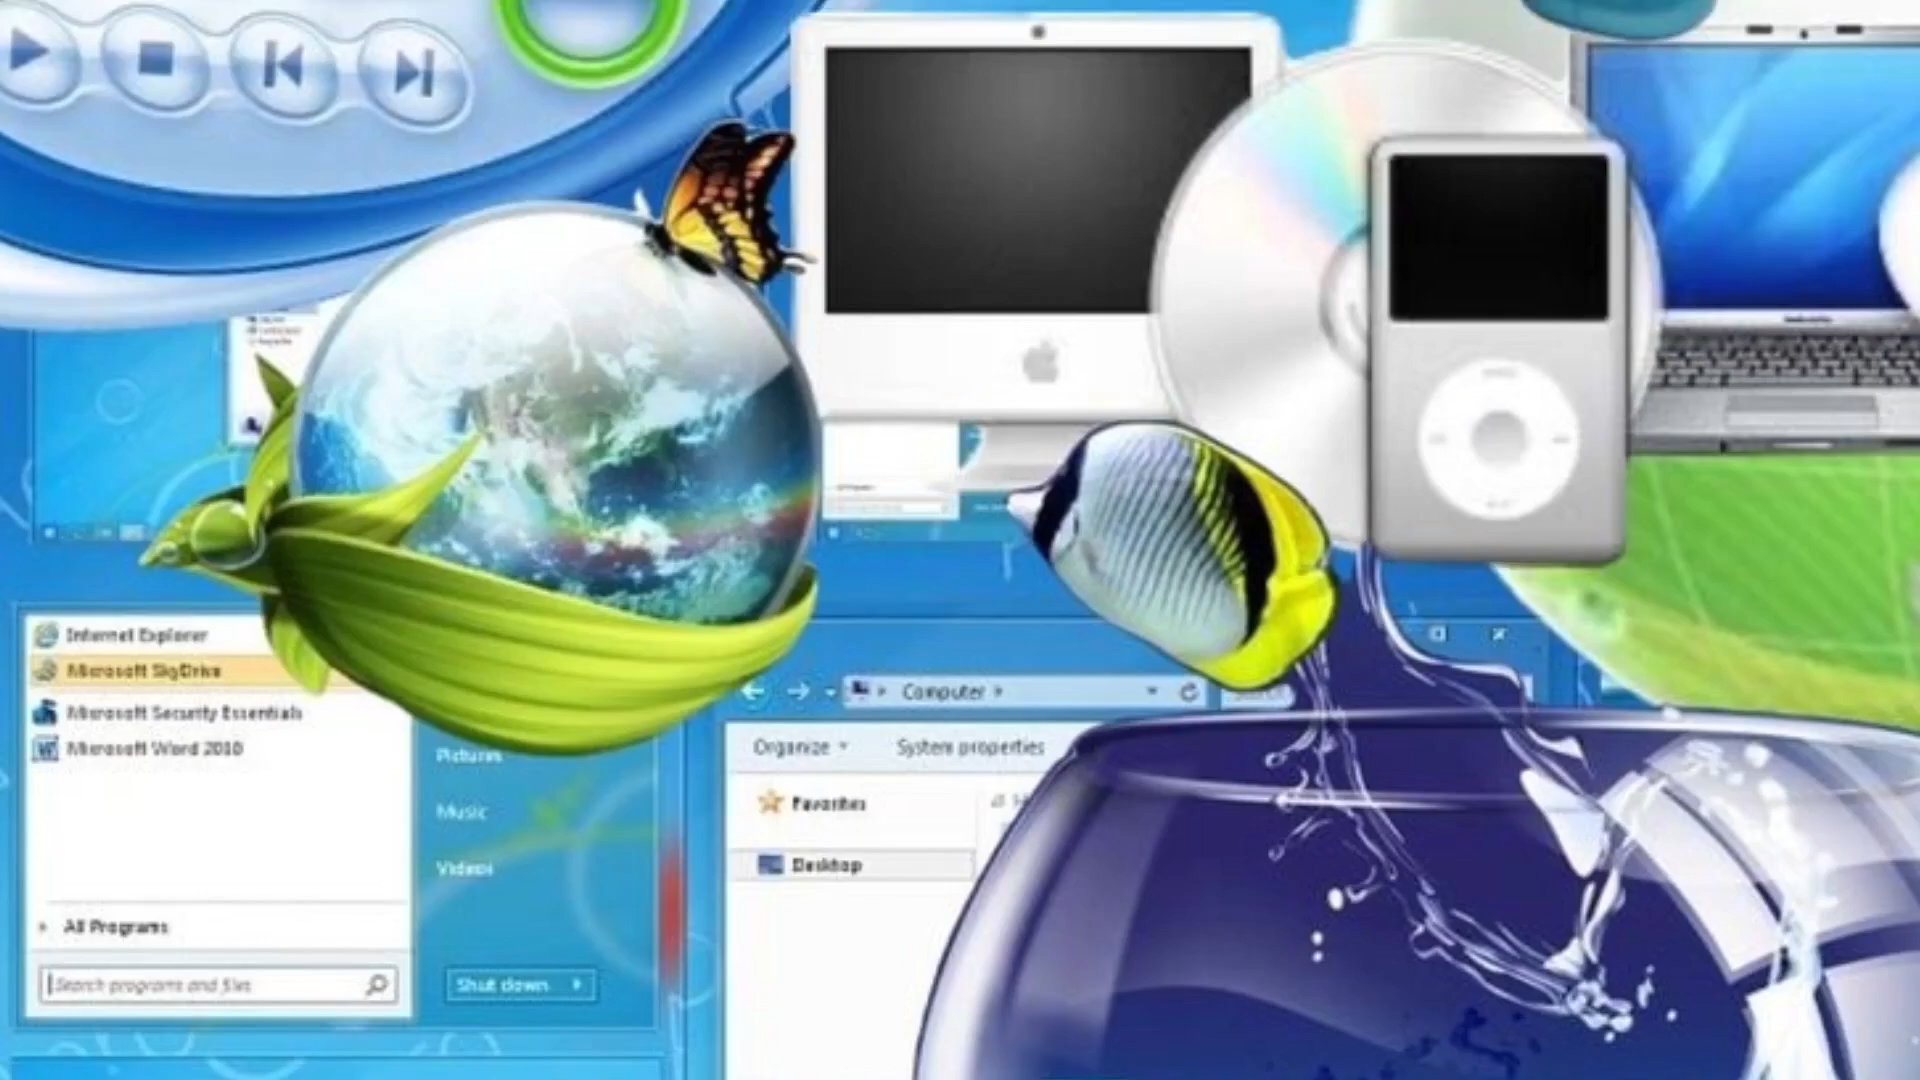 Internet Explorer
Microsoft SkyDrive
Microsoft Security Essentials
Microsoft Word 2010
Pictures
Music
Videos
All Programs
Search programs and files
Shut down
Computer
Organize
System properties
Favorites
Desktop